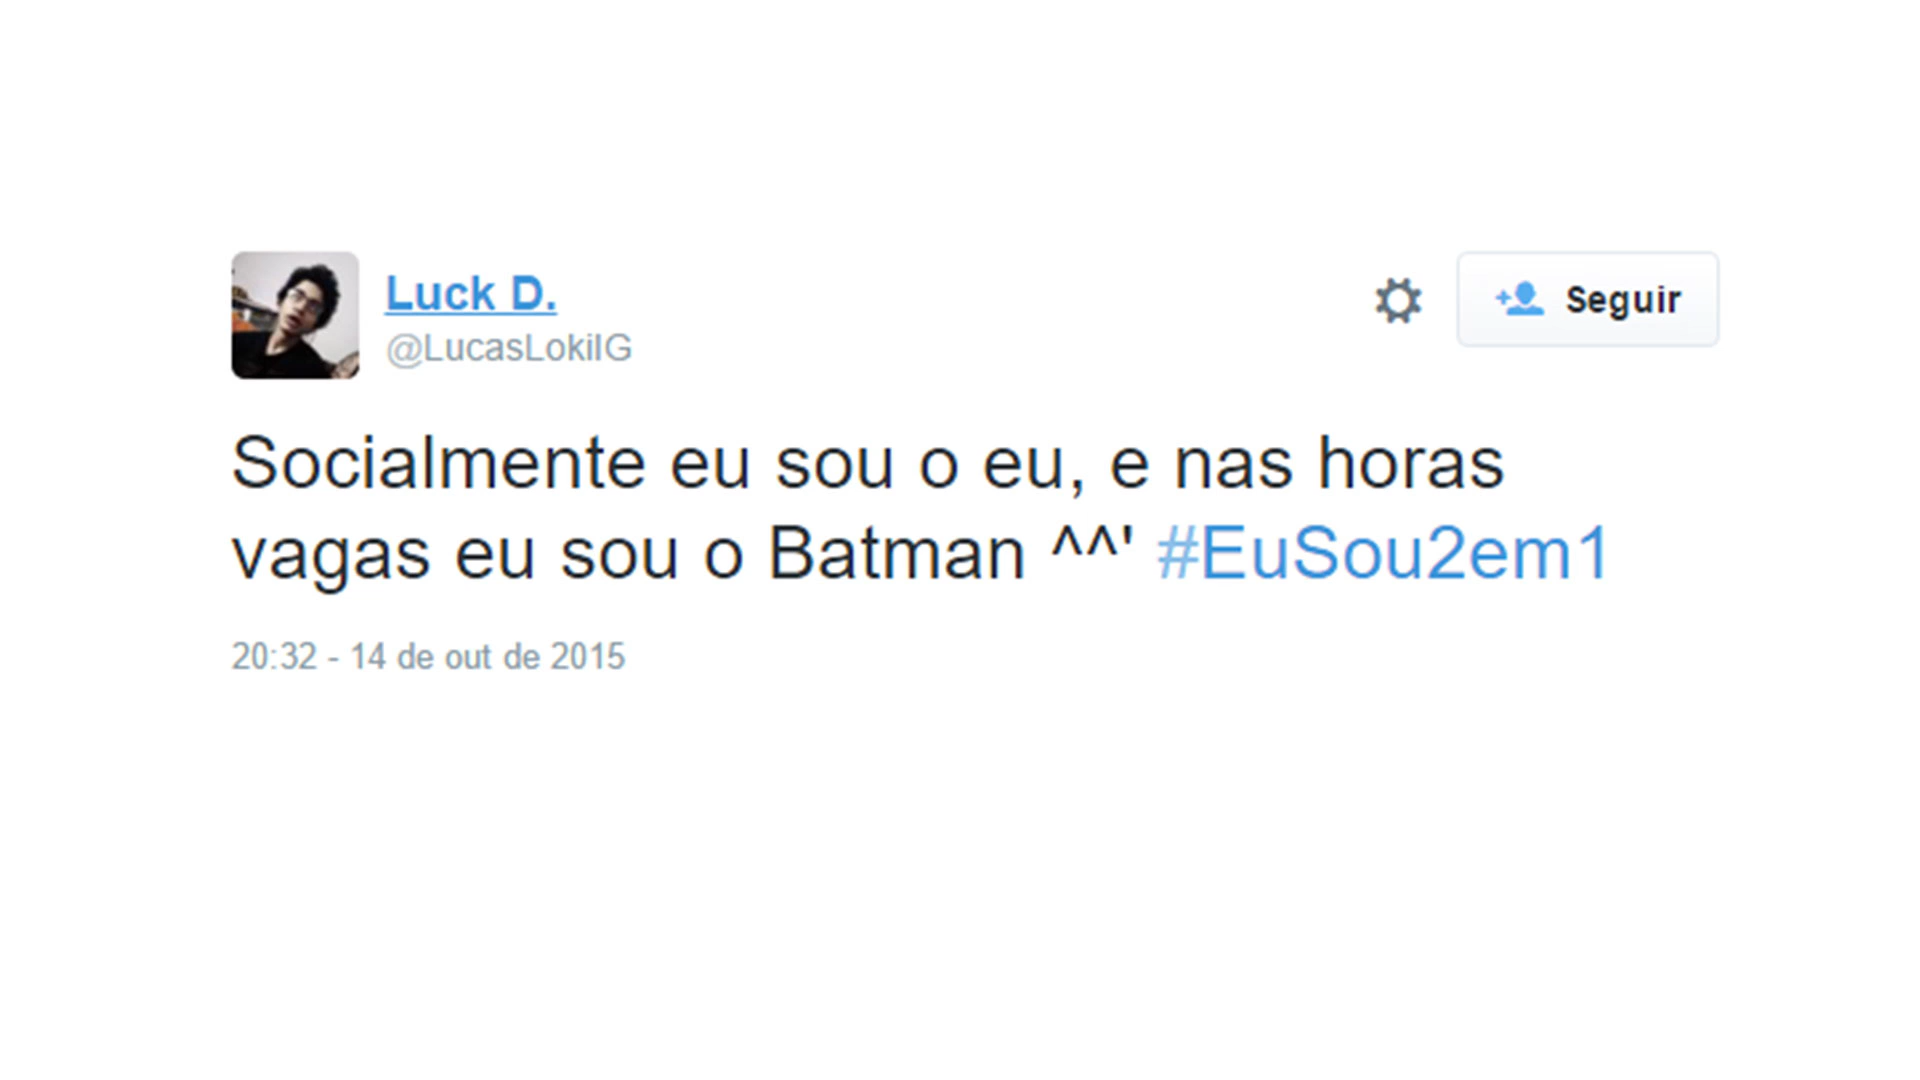 Luck D.
@LucasLokiIG
Seguir
Socialmente eu sou o eu, e nas horas
vagas eu sou o Batman ^^' #EuSou2em1
20:32 - 14 de out de 2015